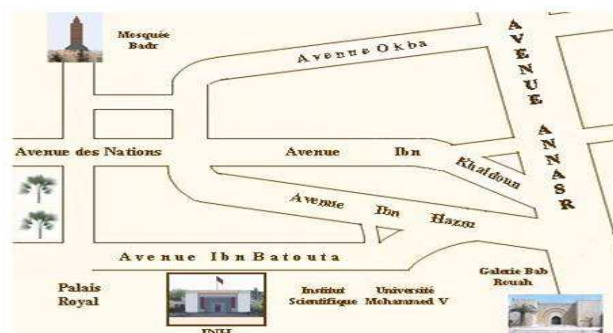 Mosquée
Badr
Avenue Okba
AVENUE ANNASR
Avenue des Nations
Avenue Ibn Khaldoun
Avenue Ibn Hazm
Avenue Ibn Batouta
Palais
Royal
INH
Institut
Scientifique
Université
Mohammed V
Galerie Bab
Rouah